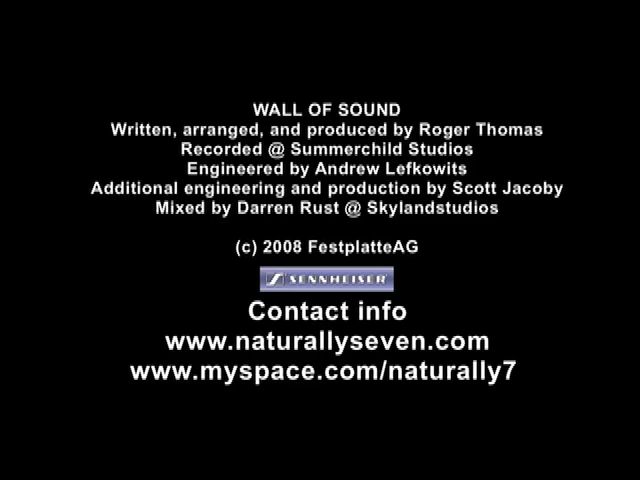 WALL OF SOUND
Written, arranged, and produced by Roger Thomas
Recorded @ Summerchild Studios
Engineered by Andrew Lefkowits
Additional engineering and production by Scott Jacoby
Mixed by Darren Rust @ Skylandstudios
(c) 2008 FestplatteAG
SENNHEISER
Contact info
www.naturallyseven.com
www.myspace.com/naturally7